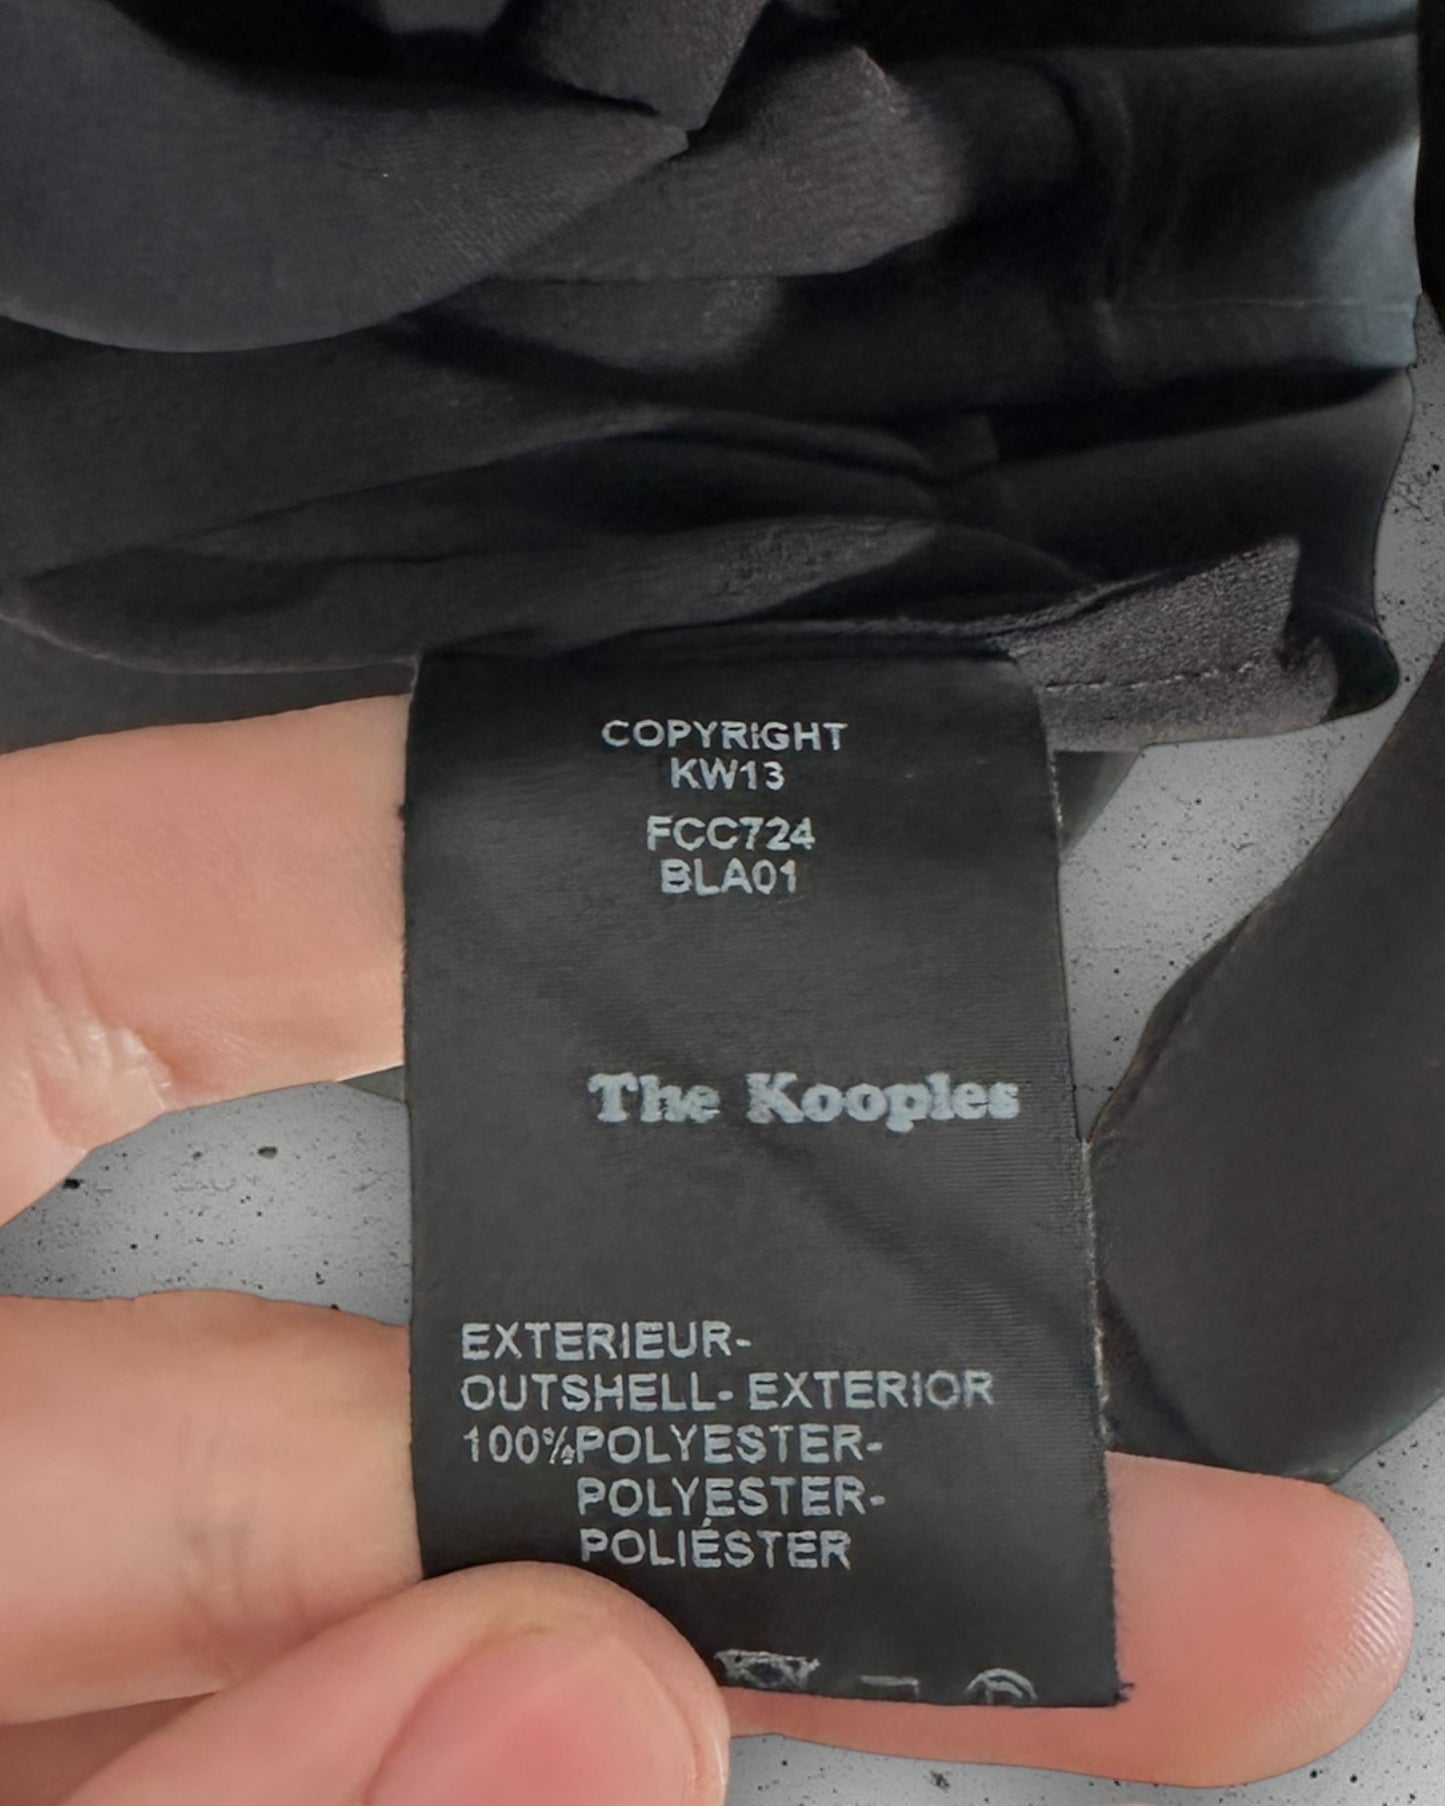 COPYRIGHT
KW13
FCC724
BLA01
The Kooples
EXTERIEUR-
OUTSHELL- EXTERIOR
100%POLYESTER-
POLYESTER-
POLIÉSTER